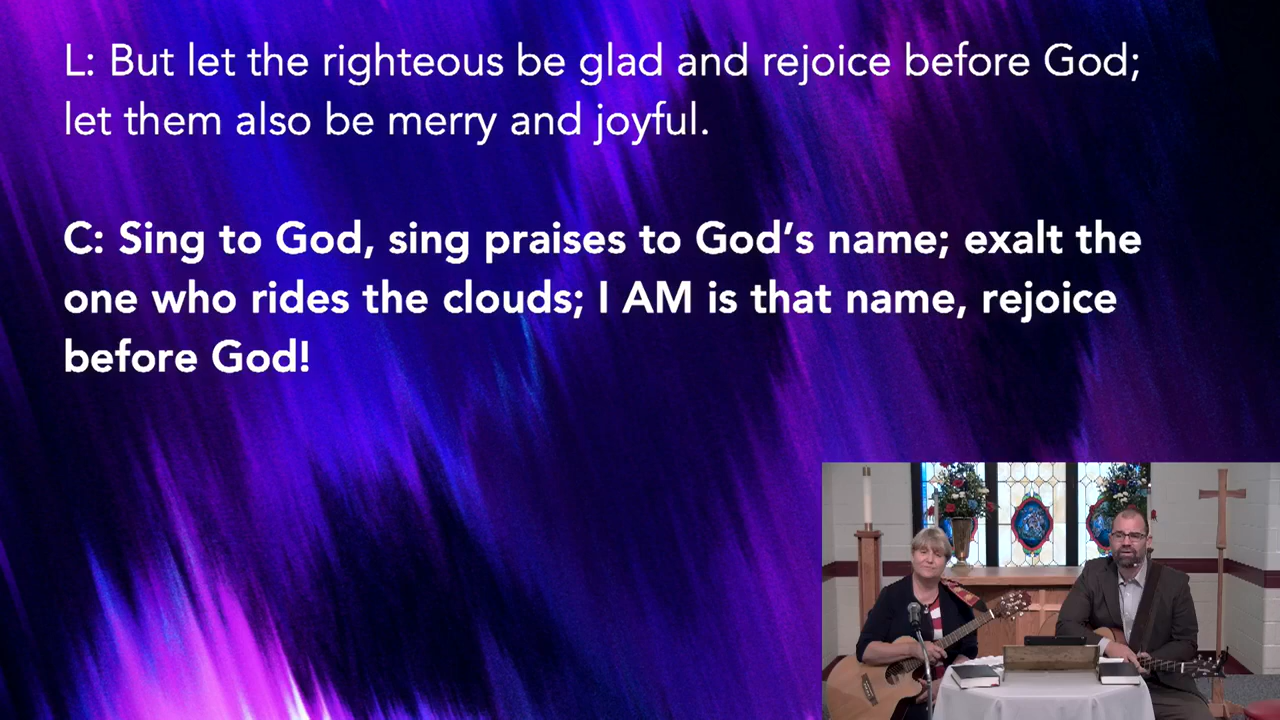 L: But let the righteous be glad and rejoice before God;
let them also be merry and joyful.
C: Sing to God, sing praises to God’s name; exalt the
one who rides the clouds; I AM is that name, rejoice
before God!